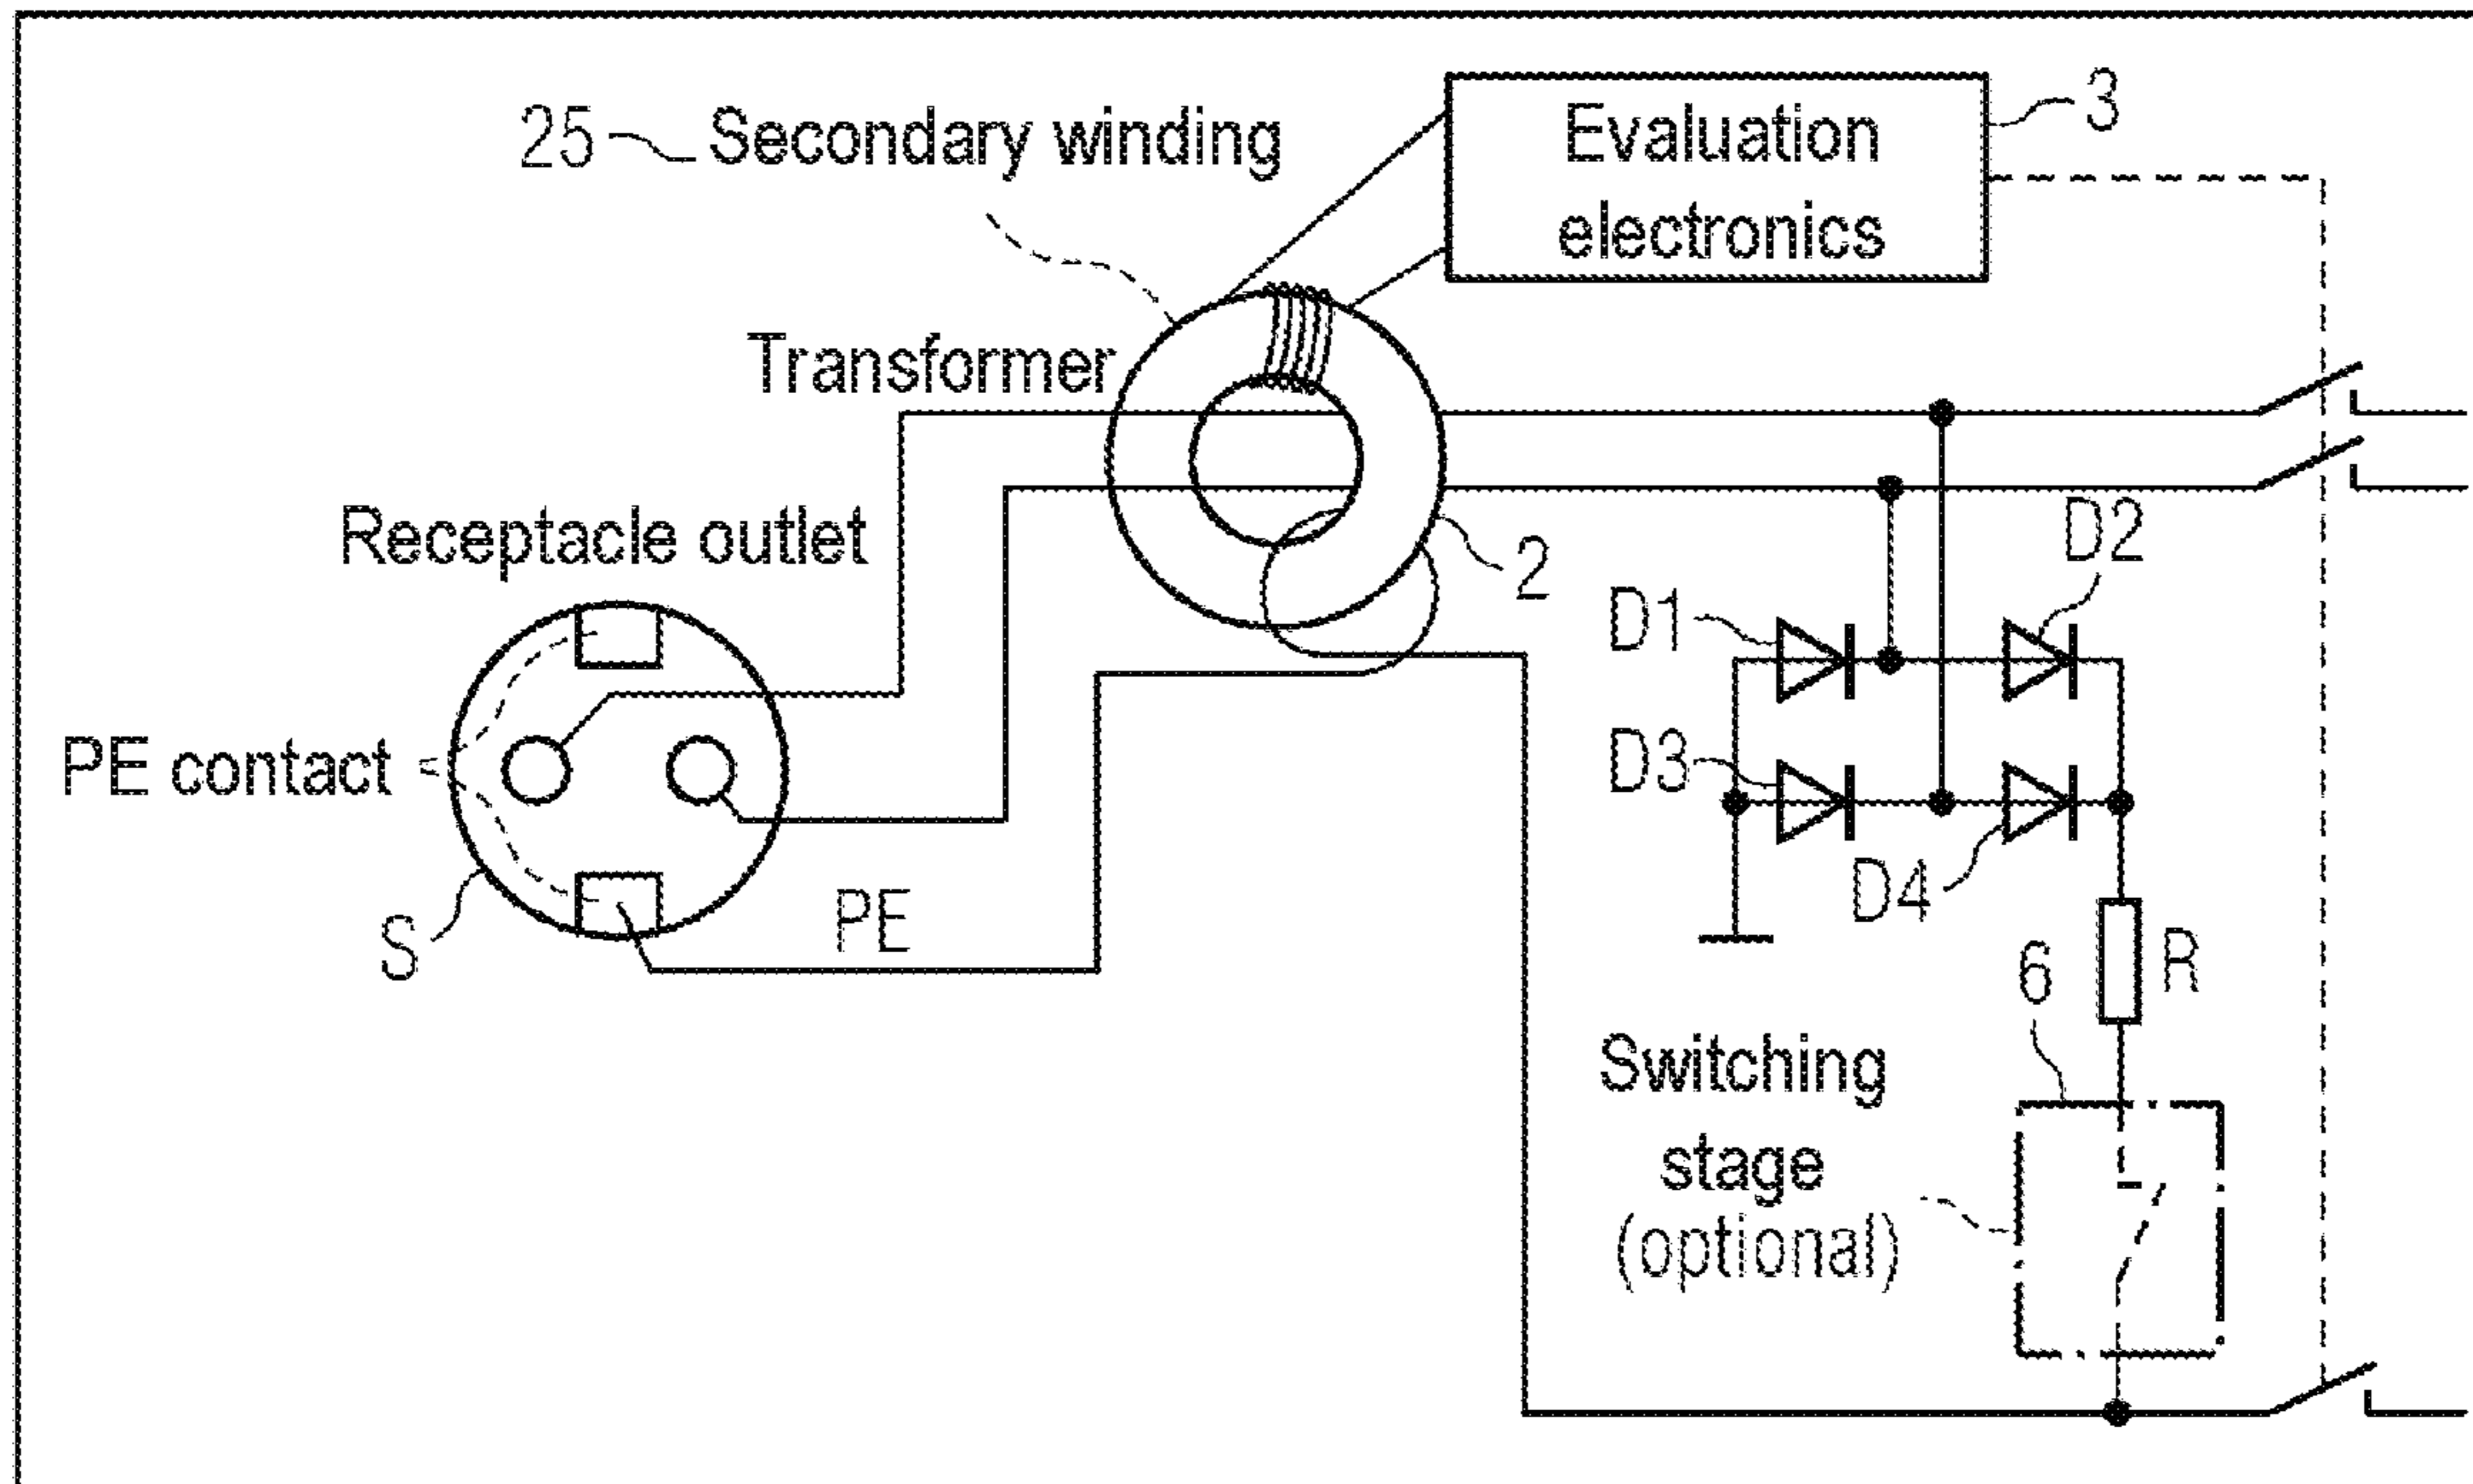 25 Secondary winding
Evaluation
electronics
3
Transformer
Receptacle outlet
2
D1
D2
PE contact
D3
D4
S
PE
6
R
Switching
stage
(optional)